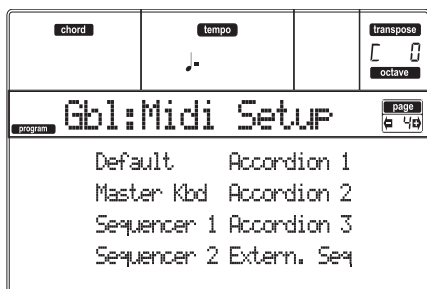 chord tempo transpose
C 0
octave
program Gbl:Midi Setup page
4
Default Accordion 1
Master Kbd Accordion 2
Sequencer 1 Accordion 3
Sequencer 2 Extern. Seq